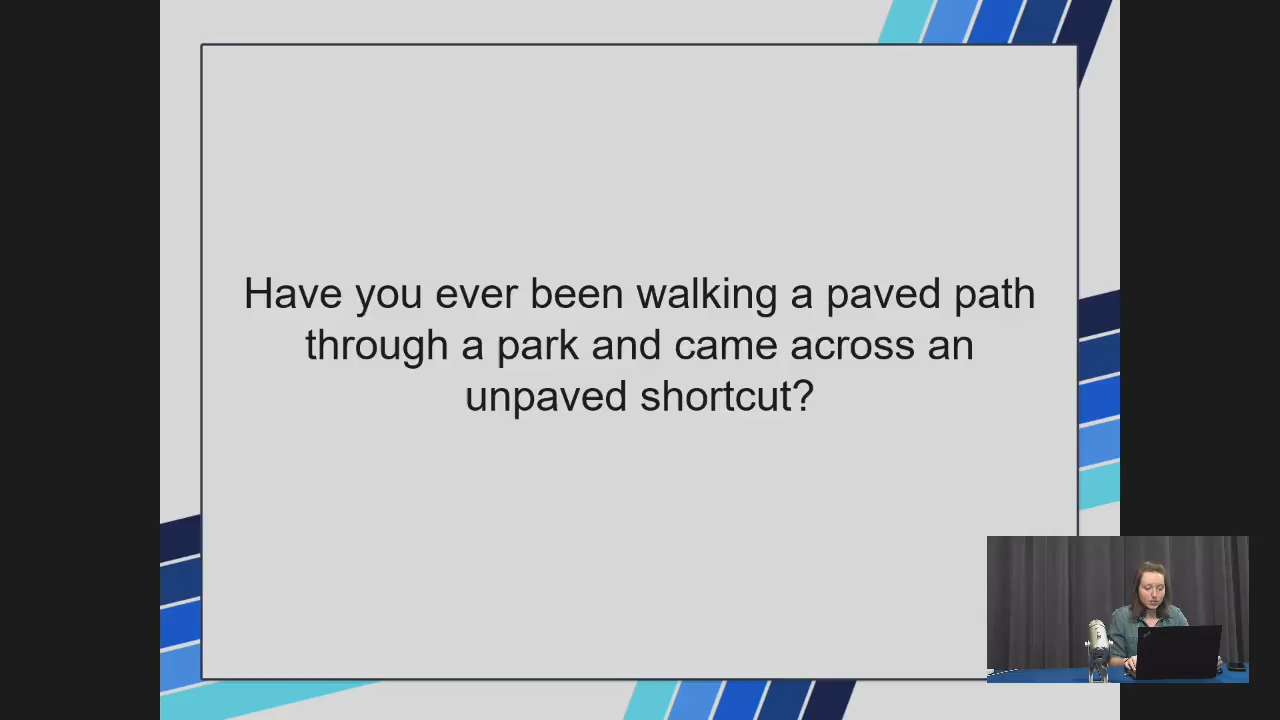 Have you ever been walking a paved path
through a park and came across an
unpaved shortcut?